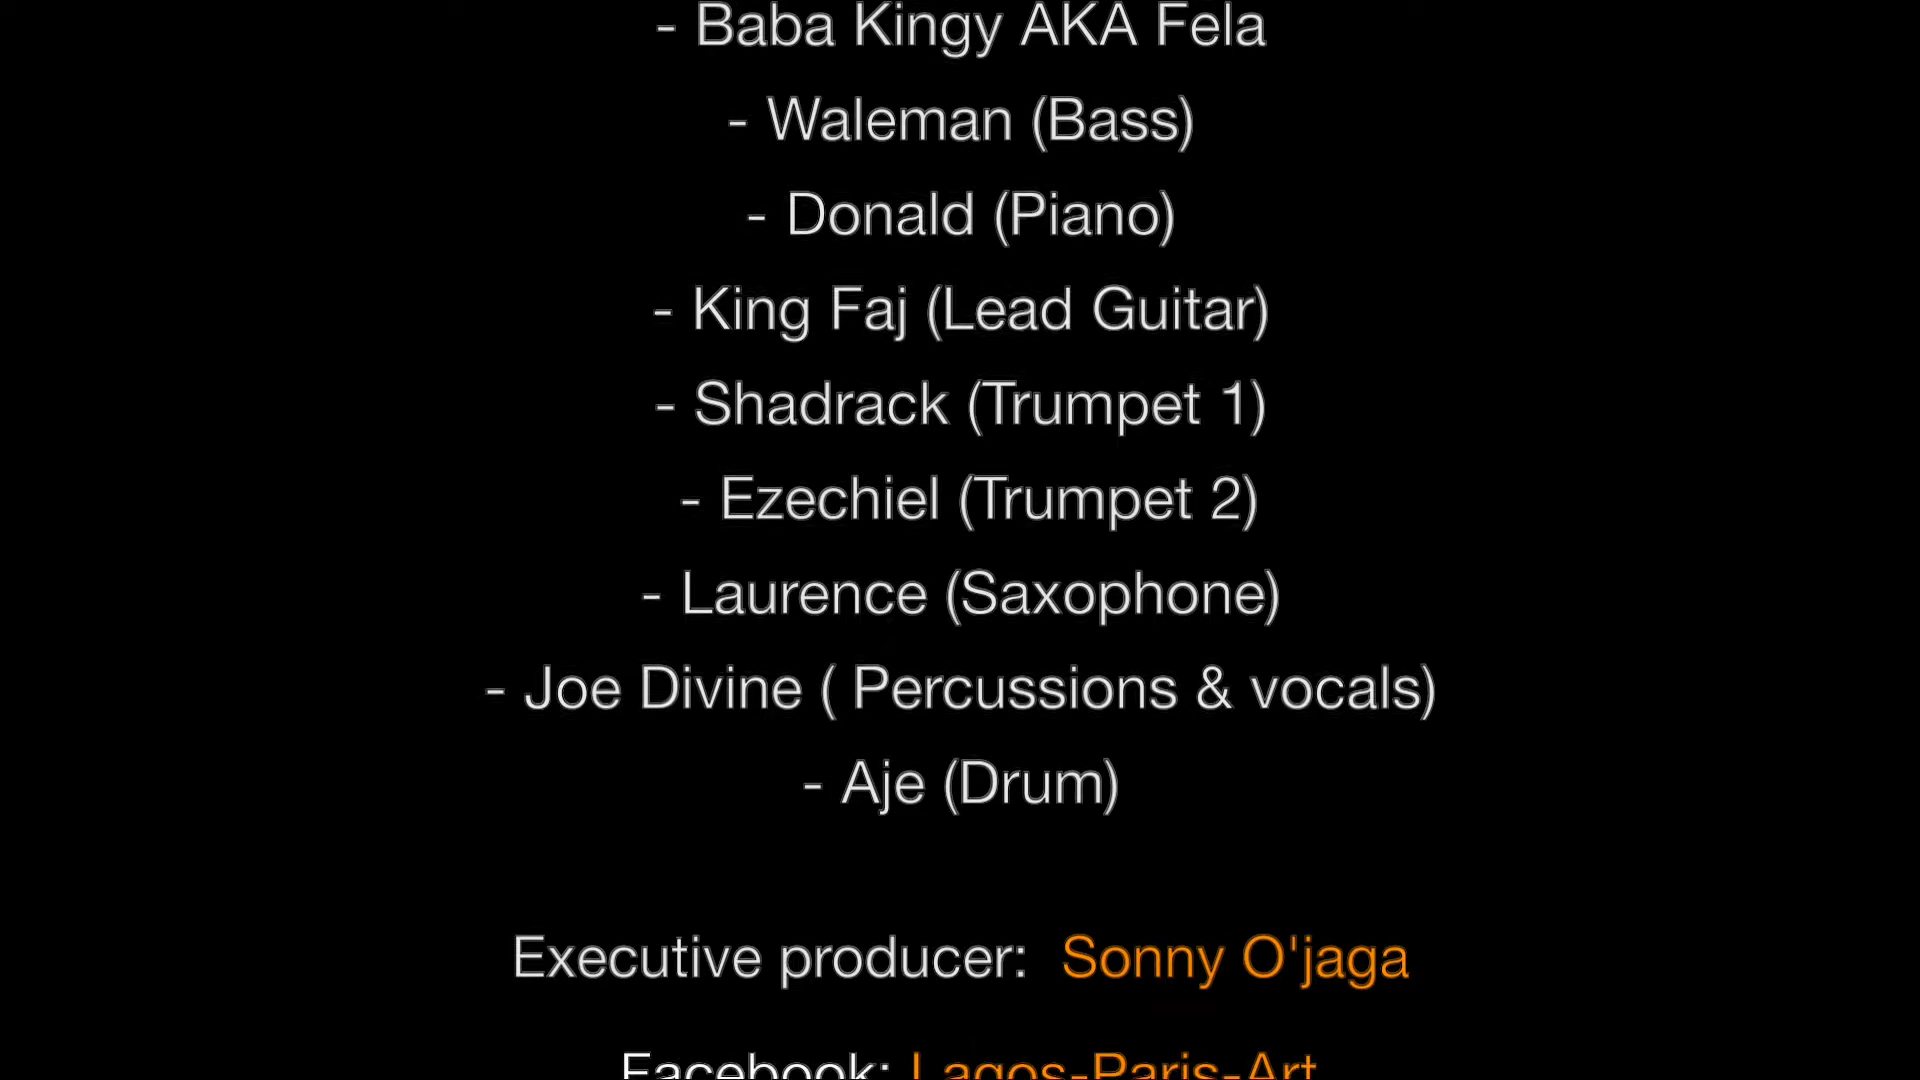 - Baba Kingy AKA Fela
- Waleman (Bass)
- Donald (Piano)
- King Faj (Lead Guitar)
- Shadrack (Trumpet 1)
- Ezechiel (Trumpet 2)
- Laurence (Saxophone)
- Joe Divine ( Percussions & vocals)
- Aje (Drum)
Executive producer:  Sonny O'jaga
Facebook: Lagos-Paris-Art